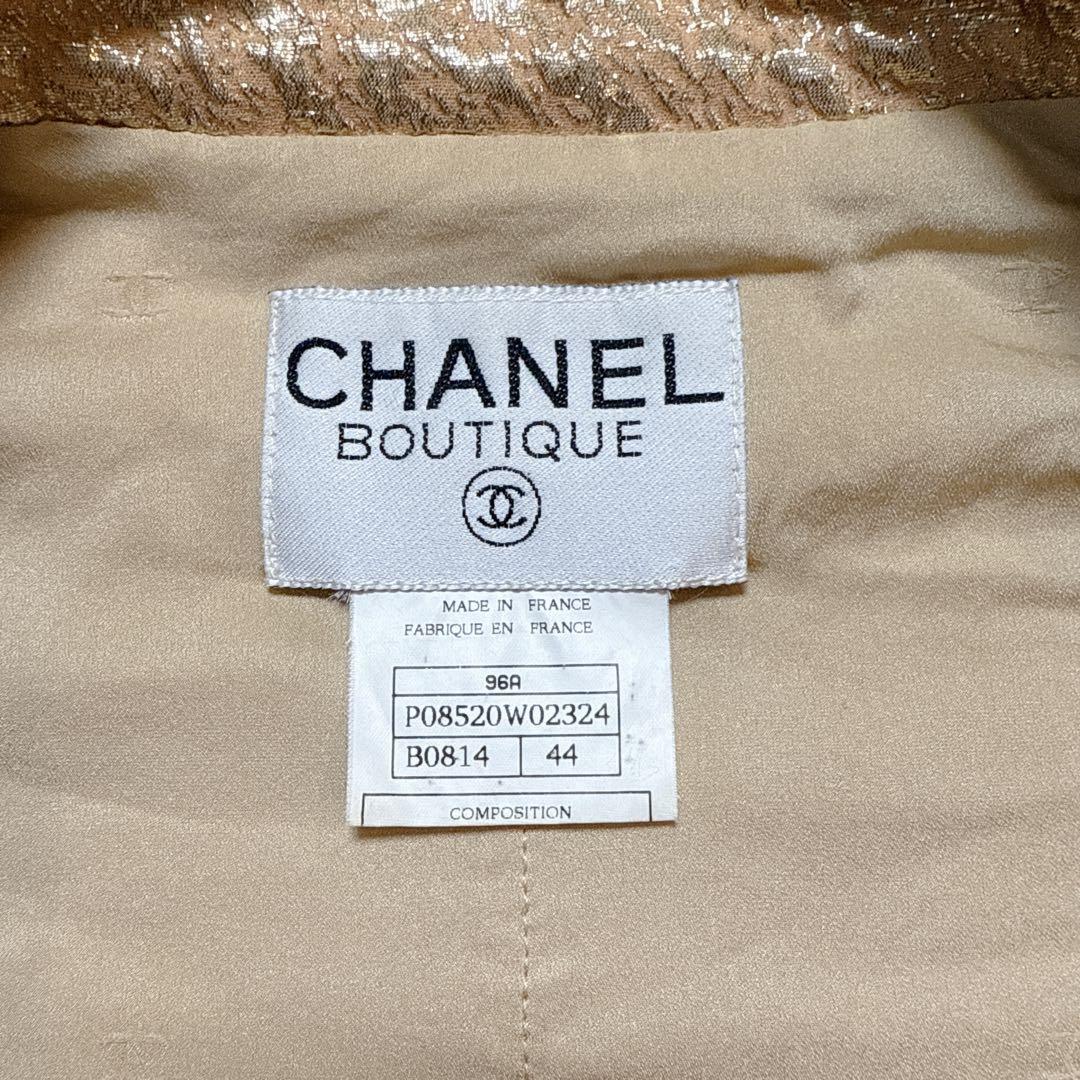 CHANEL
BOUTIQUE
MADE IN FRANCE
FABRIQUE EN FRANCE
96A
P08520W02324
B0814 44
COMPOSITION